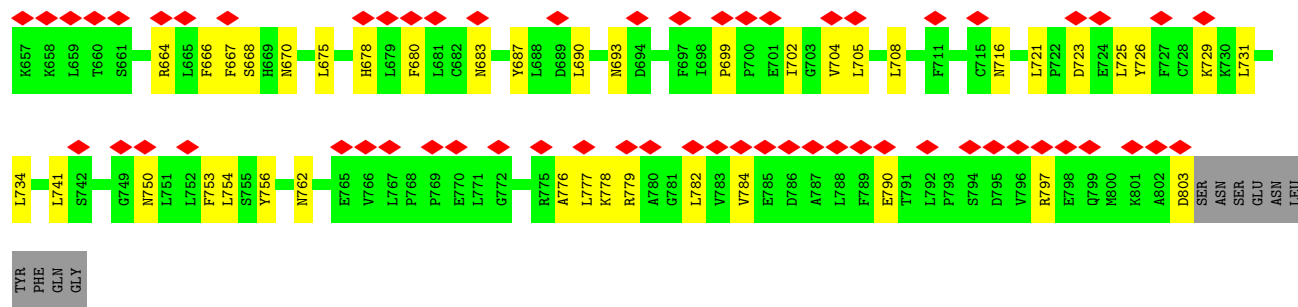 K657 K658 L659 T660 S661 R664 L665 F666 F667 S668 H669 N670 L675 H678 L679 F680 L681 C682 N683 Y687 L688 D689 L690 N693 D694 F697 I698 P699 P700 E701 I702 G703 V704 L705 L708 F711 C715 N716 L721 P722 D723 E724 L725 Y726 F727 C728 K729 K730 L731
L734 L741 S742 G749 N750 L751 L752 F753 L754 S755 Y756 N762 E765 V766 L767 P768 P769 E770 L771 G772 R775 A776 L777 K778 R779 A780 G781 L782 V783 V784 E785 D786 A787 L788 F789 E790 T791 L792 P793 S794 D795 V796 R797 E798 Q799 M800 K801 A802 D803 SER ASN SER GLU ASN LEU
TYR PHE GLN GLY